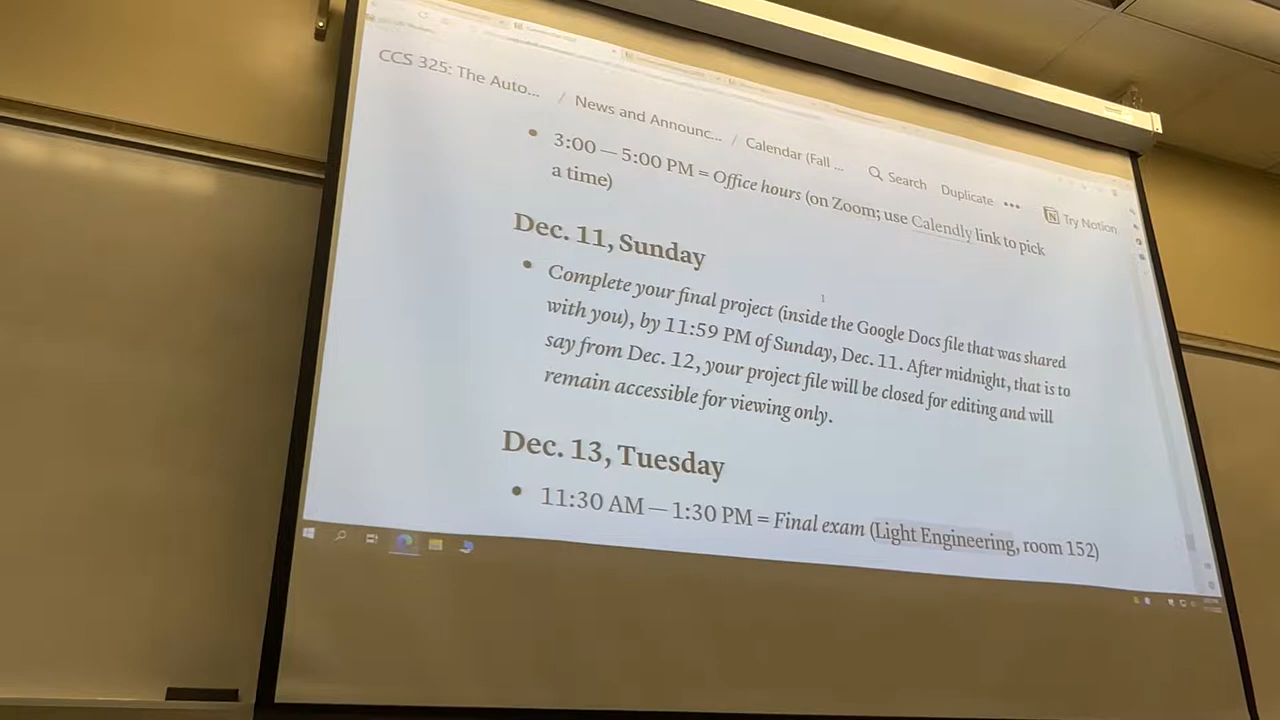 CCS 325: The Auto... / News and Announc... / Calendar (Fall ... Search Duplicate ••• Try Notion
• 3:00 — 5:00 PM = Office hours (on Zoom; use Calendly link to pick
a time)
Dec. 11, Sunday
• Complete your final project (inside the Google Docs file that was shared
with you), by 11:59 PM of Sunday, Dec. 11. After midnight, that is to
say from Dec. 12, your project file will be closed for editing and will
remain accessible for viewing only.
Dec. 13, Tuesday
• 11:30 AM — 1:30 PM = Final exam (Light Engineering, room 152)